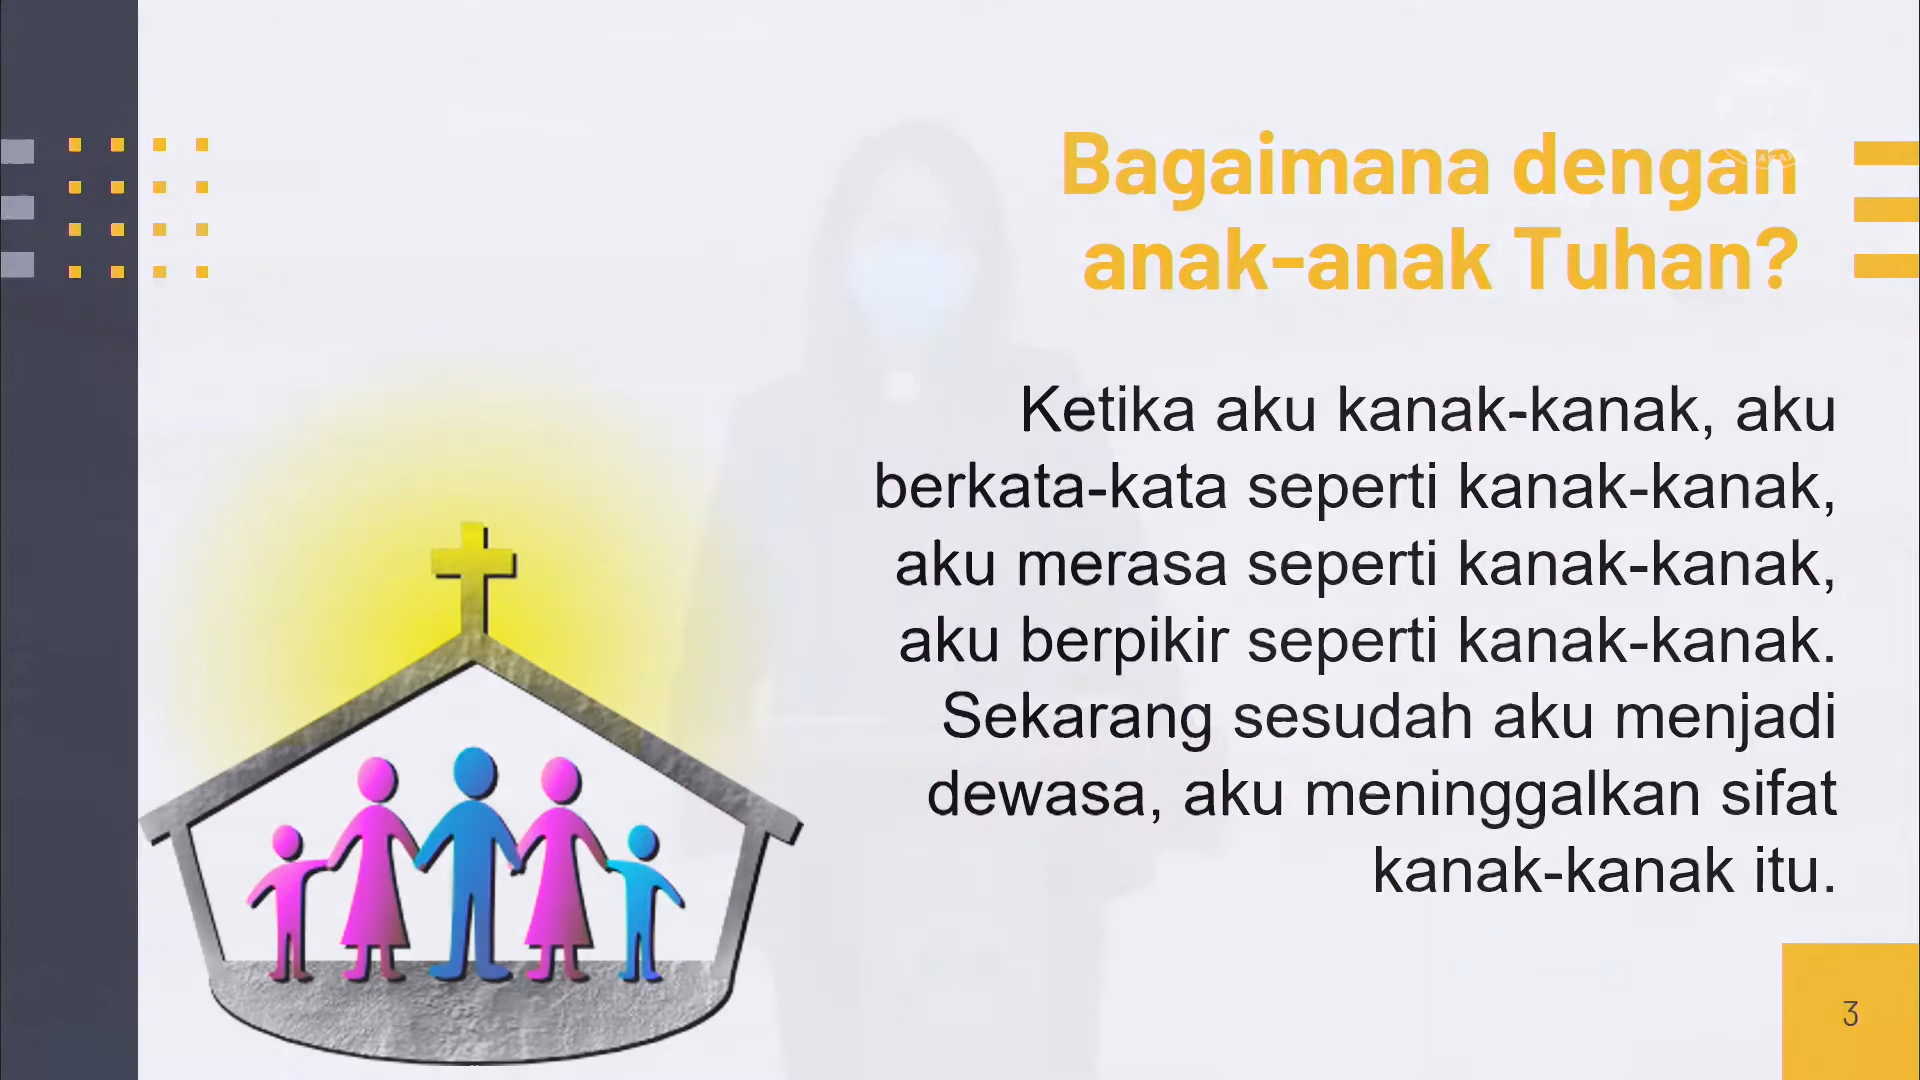 Bagaimana dengan
anak-anak Tuhan?
Ketika aku kanak-kanak, aku
berkata-kata seperti kanak-kanak,
aku merasa seperti kanak-kanak,
aku berpikir seperti kanak-kanak.
Sekarang sesudah aku menjadi
dewasa, aku meninggalkan sifat
kanak-kanak itu.
3